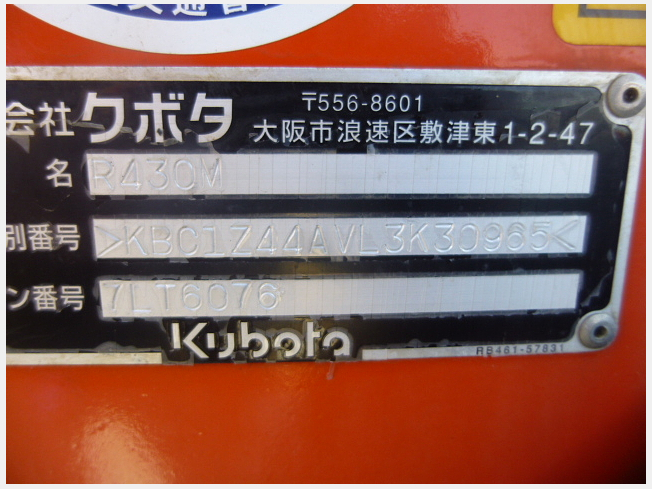 会社クボタ 〒556-8601
大阪市浪速区敷津東1-2-47
名 R430M
別番号 >KBC1Z44AVL3K30965<
ン番号 7LT6076
Kubota
RB461-57831